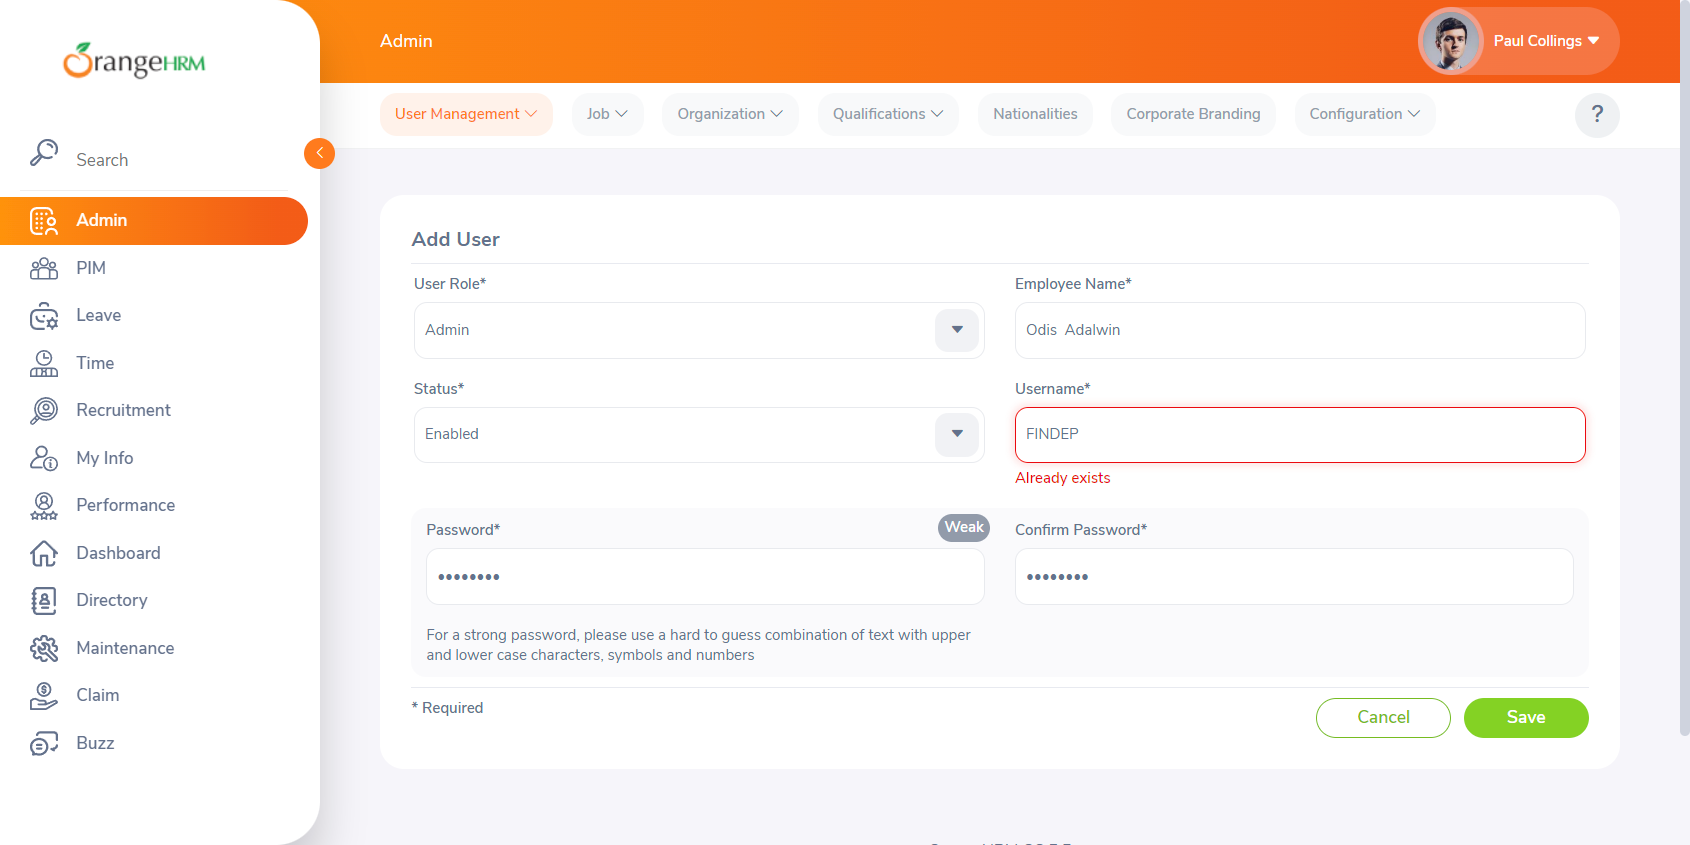 OrangeHRM
Admin
Paul Collings
User Management
Job
Organization
Qualifications
Nationalities
Corporate Branding
Configuration
?
Search
Admin
PIM
Leave
Time
Recruitment
My Info
Performance
Dashboard
Directory
Maintenance
Claim
Buzz
Add User
User Role*
Admin
Employee Name*
Odis  Adalwin
Status*
Enabled
Username*
FINDEP
Already exists
Password*
Weak
••••••••
Confirm Password*
••••••••
For a strong password, please use a hard to guess combination of text with upper
and lower case characters, symbols and numbers
* Required
Cancel
Save